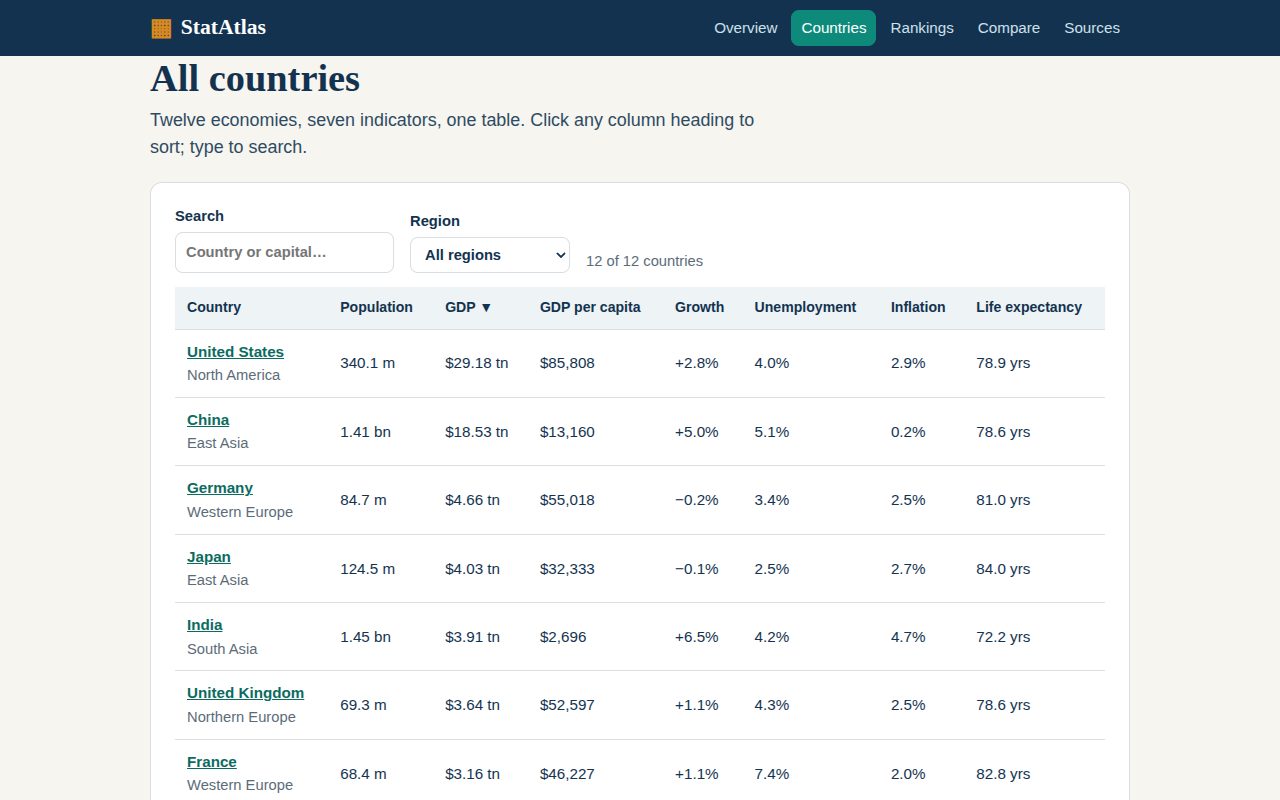 StatAtlas
Overview Countries Rankings Compare Sources
All countries
Twelve economies, seven indicators, one table. Click any column heading to
sort; type to search.
Search
Region
Country or capital…
All regions
12 of 12 countries
Country Population GDP ▼ GDP per capita Growth Unemployment Inflation Life expectancy
United States
North America
340.1 m $29.18 tn $85,808 +2.8% 4.0% 2.9% 78.9 yrs
China
East Asia
1.41 bn $18.53 tn $13,160 +5.0% 5.1% 0.2% 78.6 yrs
Germany
Western Europe
84.7 m $4.66 tn $55,018 −0.2% 3.4% 2.5% 81.0 yrs
Japan
East Asia
124.5 m $4.03 tn $32,333 −0.1% 2.5% 2.7% 84.0 yrs
India
South Asia
1.45 bn $3.91 tn $2,696 +6.5% 4.2% 4.7% 72.2 yrs
United Kingdom
Northern Europe
69.3 m $3.64 tn $52,597 +1.1% 4.3% 2.5% 78.6 yrs
France
Western Europe
68.4 m $3.16 tn $46,227 +1.1% 7.4% 2.0% 82.8 yrs